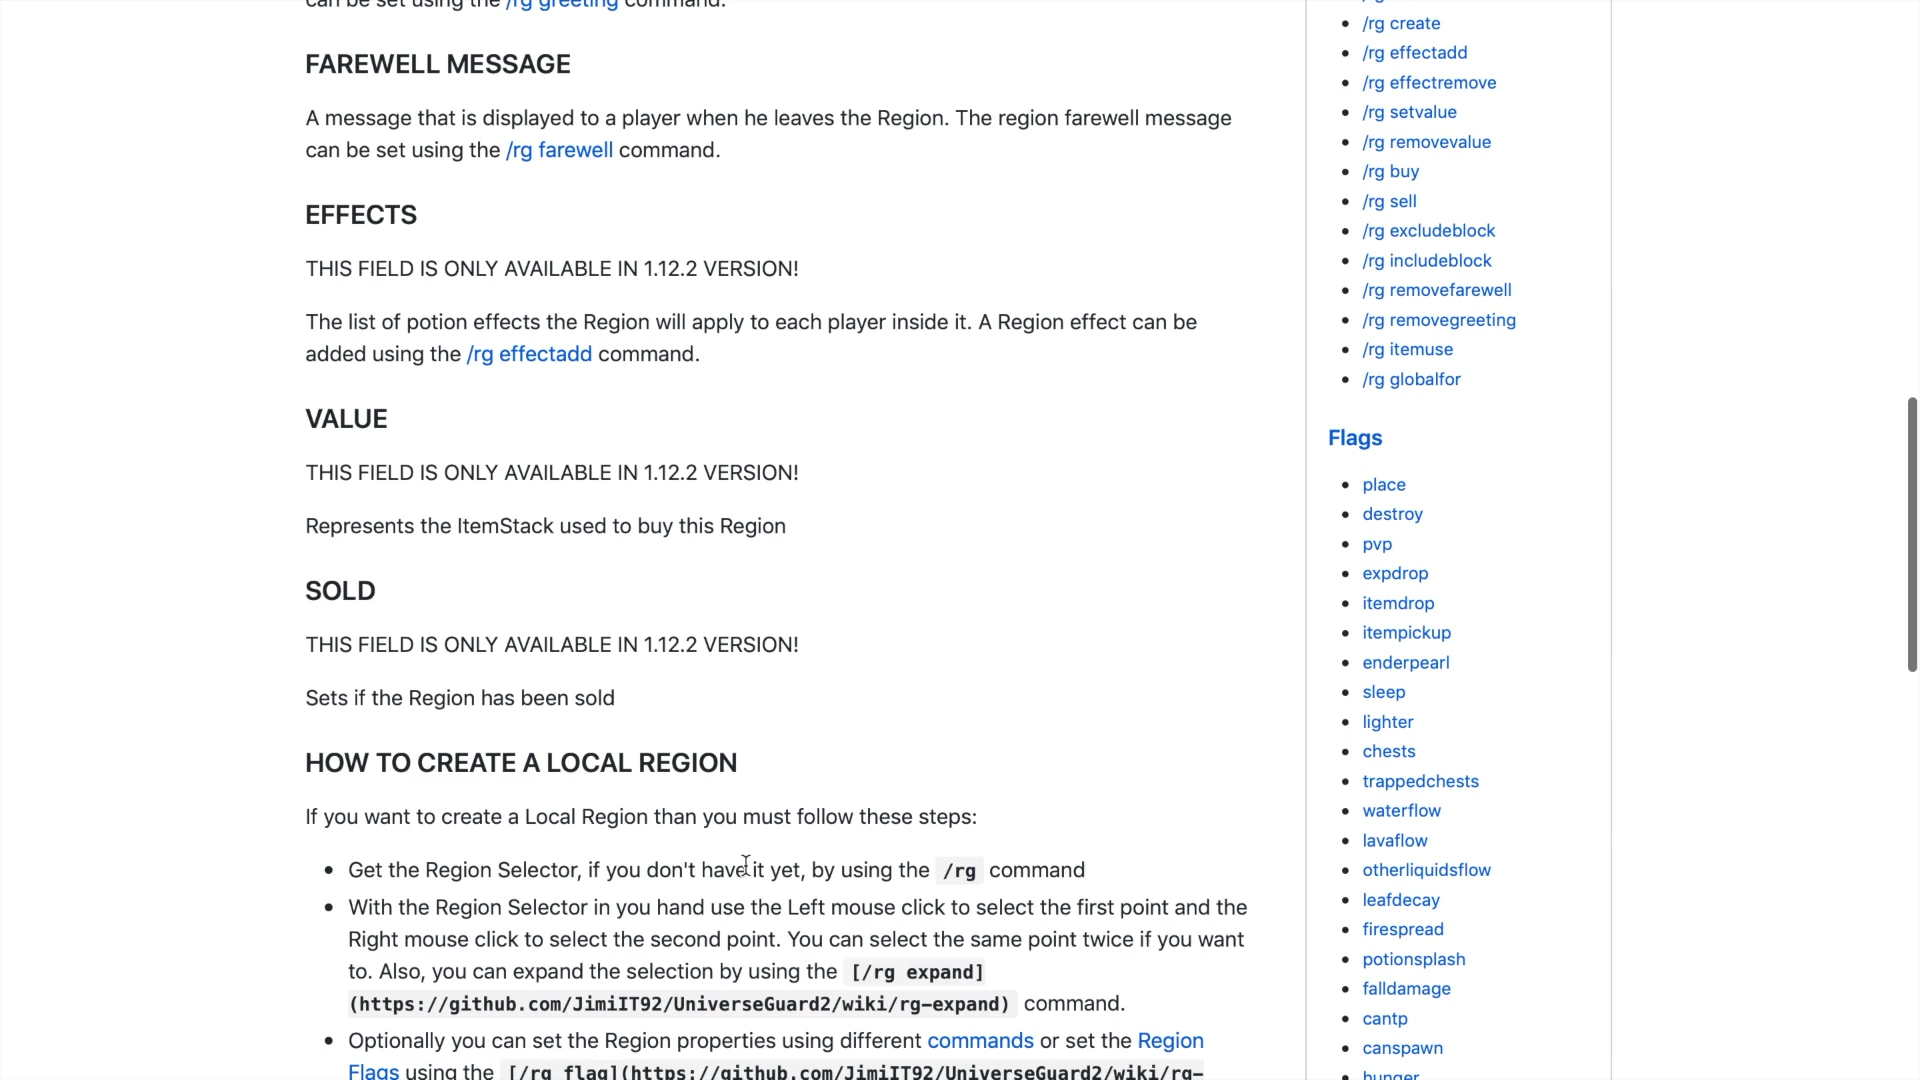 can be set using the /rg greeting command.
FAREWELL MESSAGE
A message that is displayed to a player when he leaves the Region. The region farewell message
can be set using the /rg farewell command.
EFFECTS
THIS FIELD IS ONLY AVAILABLE IN 1.12.2 VERSION!
The list of potion effects the Region will apply to each player inside it. A Region effect can be
added using the /rg effectadd command.
VALUE
THIS FIELD IS ONLY AVAILABLE IN 1.12.2 VERSION!
Represents the ItemStack used to buy this Region
SOLD
THIS FIELD IS ONLY AVAILABLE IN 1.12.2 VERSION!
Sets if the Region has been sold
HOW TO CREATE A LOCAL REGION
If you want to create a Local Region than you must follow these steps:
Get the Region Selector, if you don't have it yet, by using the /rg command
With the Region Selector in you hand use the Left mouse click to select the first point and the
Right mouse click to select the second point. You can select the same point twice if you want
to. Also, you can expand the selection by using the [/rg expand]
(https://github.com/JimiIT92/UniverseGuard2/wiki/rg-expand) command.
Optionally you can set the Region properties using different commands or set the Region
Flags using the [/rg flag](https://github.com/JimiIT92/UniverseGuard2/wiki/rg-
/rg create
/rg effectadd
/rg effectremove
/rg setvalue
/rg removevalue
/rg buy
/rg sell
/rg excludeblock
/rg includeblock
/rg removefarewell
/rg removegreeting
/rg itemuse
/rg globalfor
Flags
place
destroy
pvp
expdrop
itemdrop
itempickup
enderpearl
sleep
lighter
chests
trappedchests
waterflow
lavaflow
otherliquidsflow
leafdecay
firespread
potionsplash
falldamage
cantp
canspawn
hunger